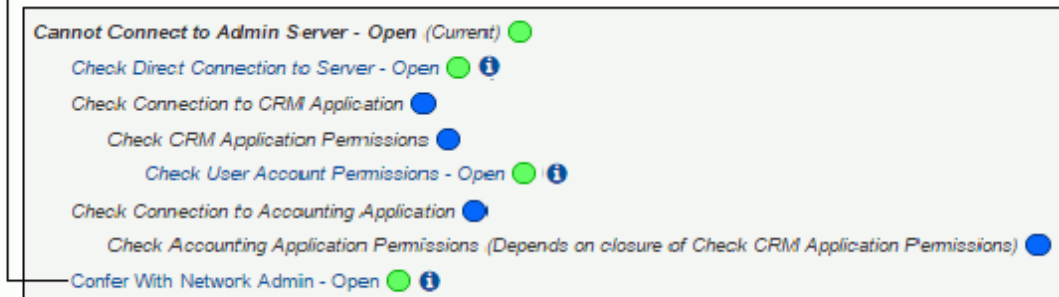 Cannot Connect to Admin Server - Open (Current)
Check Direct Connection to Server - Open
Check Connection to CRM Application
Check CRM Application Permissions
Check User Account Permissions - Open
Check Connection to Accounting Application
Check Accounting Application Permissions (Depends on closure of Check CRM Application Permissions)
Confer With Network Admin - Open